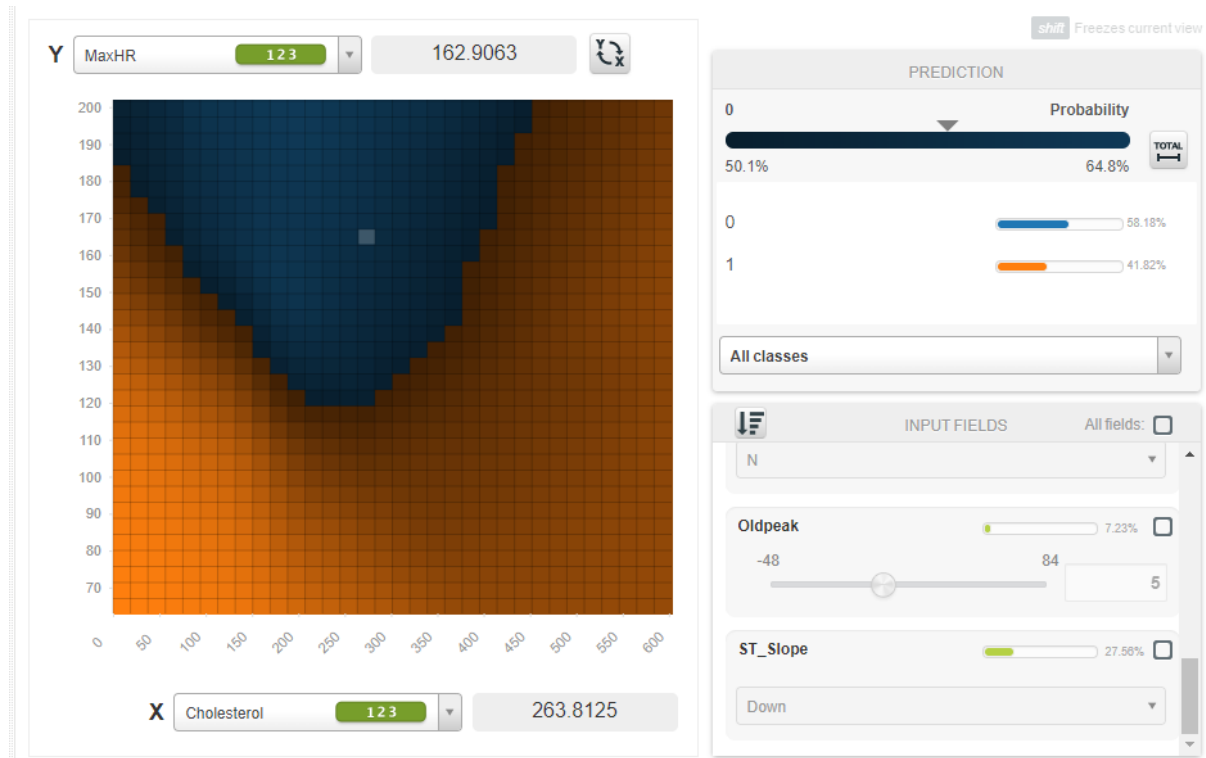 shift Freezes current view
Y MaxHR 123 162.9063 Y X
PREDICTION
0 Probability
TOTAL
50.1% 64.8%
0 58.18%
1 41.82%
All classes
INPUT FIELDS All fields:
N
Oldpeak 7.23%
-48 84
5
ST_Slope 27.56%
Down
200
190
180
170
160
150
140
130
120
110
100
90
80
70
0 50 100 150 200 250 300 350 400 450 500 550 600
X Cholesterol 123 263.8125